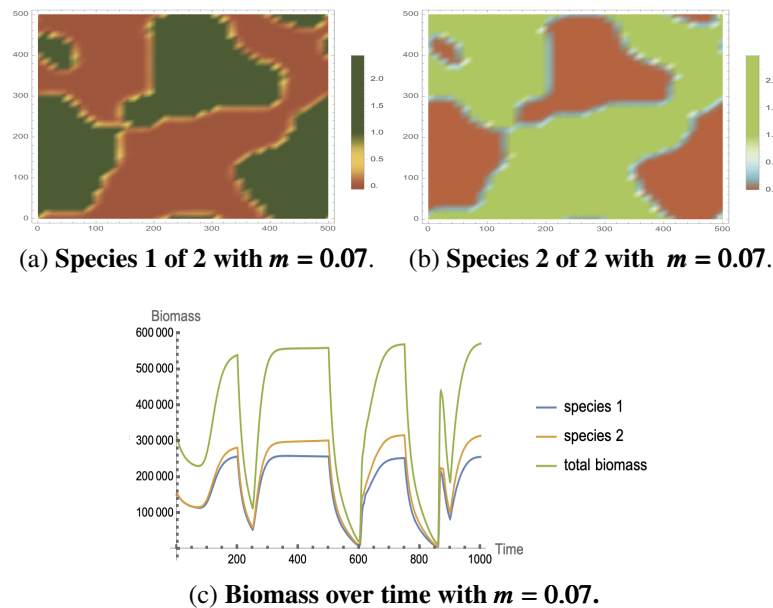 500
400
300
200
100
0
0 100 200 300 400 500
2.0
1.5
1.0
0.5
0.
500
400
300
200
100
0
0 100 200 300 400 500
2.
1.
1.
0.
0.
(a) Species 1 of 2 with m = 0.07.
(b) Species 2 of 2 with m = 0.07.
Biomass
600 000
500 000
400 000
300 000
200 000
100 000
200 400 600 800 1000
Time
species 1
species 2
total biomass
(c) Biomass over time with m = 0.07.